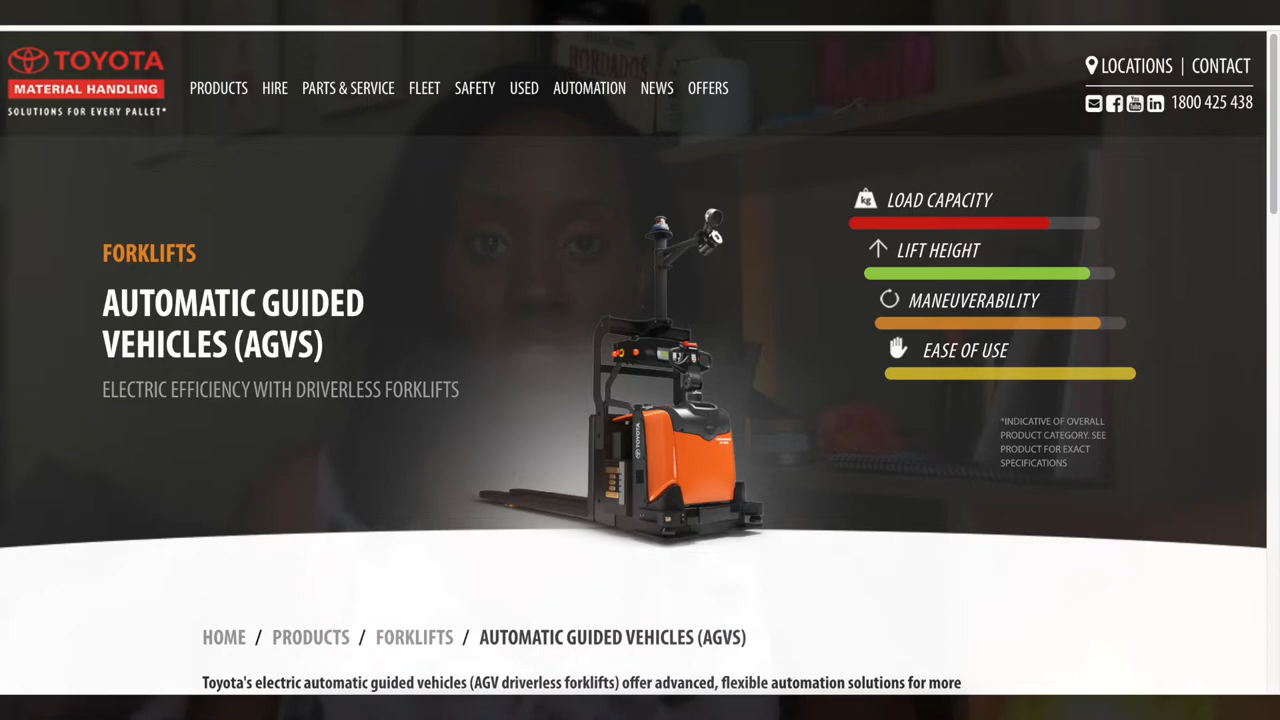 BORDADOS
TOYOTA
MATERIAL HANDLING
SOLUTIONS FOR EVERY PALLET*
PRODUCTS HIRE PARTS & SERVICE FLEET SAFETY USED AUTOMATION NEWS OFFERS
LOCATIONS | CONTACT
1800 425 438
FORKLIFTS
AUTOMATIC GUIDED
VEHICLES (AGVS)
ELECTRIC EFFICIENCY WITH DRIVERLESS FORKLIFTS
TOYOTA
kg LOAD CAPACITY
LIFT HEIGHT
MANEUVERABILITY
EASE OF USE
*INDICATIVE OF OVERALL
PRODUCT CATEGORY. SEE
PRODUCT FOR EXACT
SPECIFICATIONS
HOME / PRODUCTS / FORKLIFTS / AUTOMATIC GUIDED VEHICLES (AGVS)
Toyota's electric automatic guided vehicles (AGV driverless forklifts) offer advanced, flexible automation solutions for more